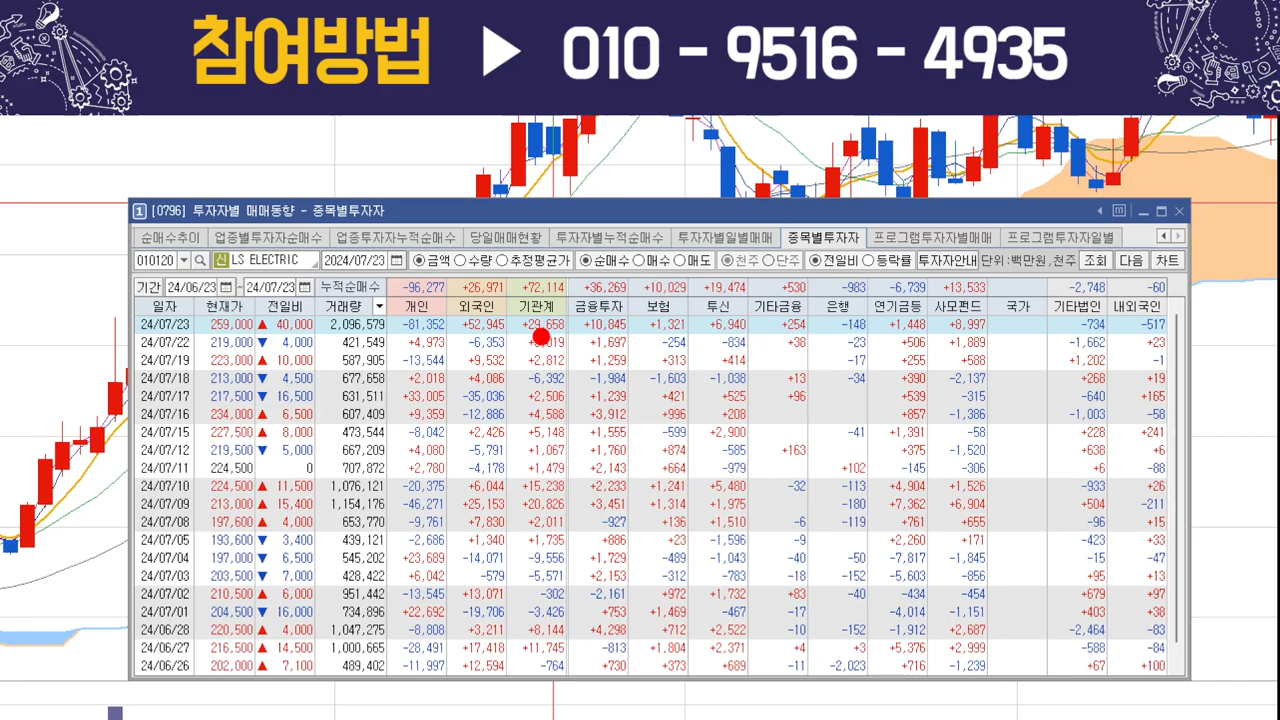 참여방법 ▶ 010 - 9516 - 4935
1 [0796] 투자자별 매매동향 - 종목별투자자
순매수추이 업종별투자자순매수 업종투자자누적순매수 당일매매현황 투자자별누적순매수 투자자별일별매매 종목별투자자 프로그램투자자별매매 프로그램투자자일별
010120 신 LS ELECTRIC 2024/07/23 금액 수량 추정평균가 순매수 매수 매도 천주 단주 전일비 등락률 투자자안내 단위:백만원,천주 조회 다음 차트
기간 24/06/23 ~ 24/07/23 누적순매수 -96,277 +26,971 +72,114 +36,269 +10,029 +19,474 +530 -983 -6,739 +13,533 -2,748 -60
일자 현재가 전일비 거래량 개인 외국인 기관계 금융투자 보험 투신 기타금융 은행 연기금등 사모펀드 국가 기타법인 내외국인
24/07/23 259,000 ▲ 40,000 2,096,579 -81,352 +52,945 +29,658 +10,845 +1,321 +6,940 +254 -148 +1,448 +8,997 -734 -517
24/07/22 219,000 ▼ 4,000 421,549 +4,973 -6,353 +1,697 -254 -834 +38 -23 +506 -1,662 +23
24/07/19 223,000 ▲ 10,000 587,905 -13,544 +9,532 +2,812 +1,259 +313 +414 -17 +255 +588 +1,202 -1
24/07/18 213,000 ▼ 4,500 677,658 +2,018 +4,086 -6,392 -1,984 -1,603 -1,038 +13 -34 +390 -2,137 +268 +19
24/07/17 217,500 ▼ 16,500 631,511 +33,005 -35,036 +2,506 +1,239 +421 +525 +96 +539 -315 -640 +165
24/07/16 234,000 ▲ 6,500 607,409 +9,359 -12,886 +4,588 +3,912 +996 +208 +857 -1,386 -1,003 -58
24/07/15 227,500 ▲ 8,000 473,544 -8,042 +2,426 +5,148 +1,555 -599 +2,900 -41 +1,391 -58 +228 +241
24/07/12 219,500 ▼ 5,000 667,209 +4,080 -5,791 +1,067 +1,760 +874 -585 +163 +375 -1,520 +638 +6
24/07/11 224,500 0 707,872 +2,780 -4,178 +1,479 +2,143 +664 -979 +102 -145 -306 +6 -88
24/07/10 224,500 ▲ 11,500 1,076,121 -20,375 +6,044 +15,238 +2,233 +1,241 +5,480 -32 -113 +4,904 +1,526 -933 +26
24/07/09 213,000 ▲ 15,400 1,154,176 -46,271 +25,153 +20,826 +3,451 +1,314 +1,975 -180 +7,362 +6,904 +504 -211
24/07/08 197,600 ▲ 4,000 653,770 -9,761 +7,830 +2,011 -927 +136 +1,510 -6 -119 +761 +655 -96 +15
24/07/05 193,600 ▼ 3,400 439,121 -2,686 +1,340 +1,735 +886 +23 -1,596 -9 +2,260 +171 -423 +33
24/07/04 197,000 ▼ 6,500 545,202 +23,689 -14,071 -9,556 +1,729 -489 -1,043 -40 -50 -7,817 -1,845 -15 -47
24/07/03 203,500 ▼ 7,000 428,422 +6,042 -579 -5,571 +2,153 -312 -783 -18 -152 -5,603 -856 +95 +13
24/07/02 210,500 ▲ 6,000 951,442 -13,545 +13,071 -302 -2,161 +972 +1,732 +83 -40 -434 -454 +679 +97
24/07/01 204,500 ▼ 16,000 734,896 +22,692 -19,706 -3,426 +753 +1,469 -467 -17 -4,014 -1,151 +403 +38
24/06/28 220,500 ▲ 4,000 1,047,275 -8,808 +3,211 +8,144 +4,298 +712 +2,522 -10 -152 -1,912 +2,687 -2,464 -83
24/06/27 216,500 ▲ 14,500 1,000,665 -28,491 +17,418 +11,745 -813 +1,804 +2,371 +4 +3 +5,376 +2,999 -588 -84
24/06/26 202,000 ▲ 7,100 489,402 -11,997 +12,594 -764 +730 +373 +689 -11 -2,023 +716 -1,239 +67 +100